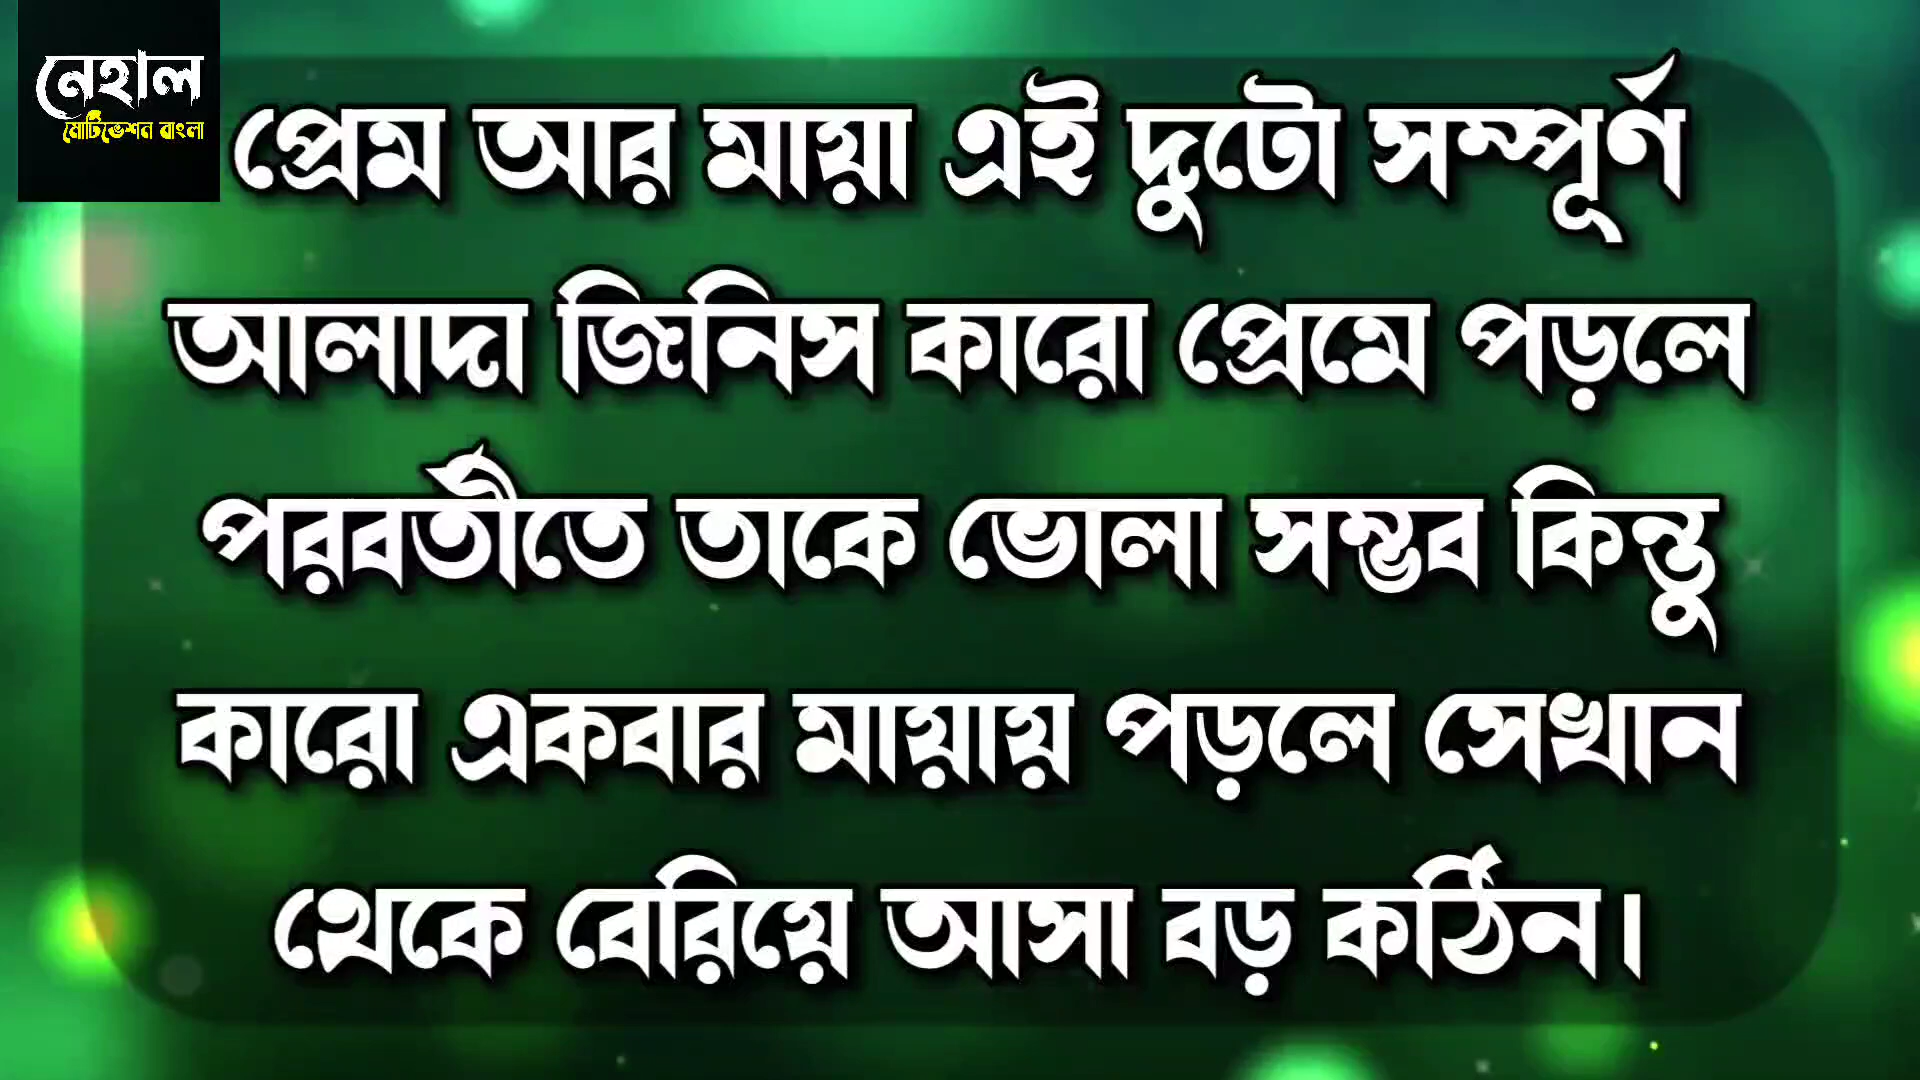 নেহাল
মোটিভেশন বাংলা
প্রেম আর মায়া এই দুটো সম্পূর্ণ
আলাদা জিনিস কারো প্রেমে পড়লে
পরবর্তীতে তাকে ভোলা সম্ভব কিন্তু
কারো একবার মায়ায় পড়লে সেখান
থেকে বেরিয়ে আসা বড় কঠিন।